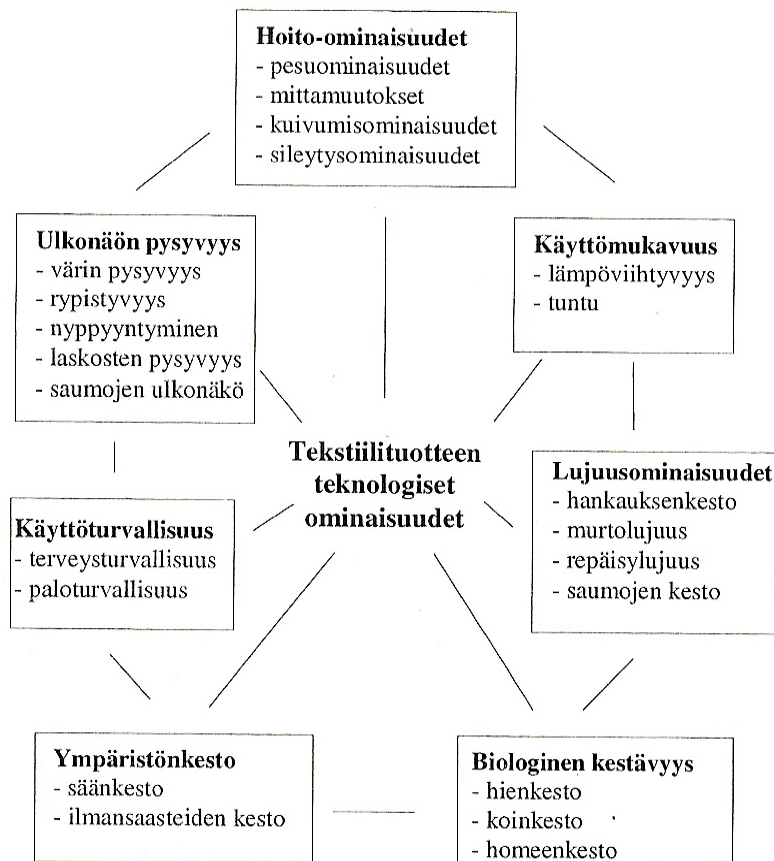 Hoito-ominaisuudet
- pesuominaisuudet
- mittamuutokset
- kuivumisominaisuudet
- sileytysominaisuudet
Ulkonäön pysyvyys
- värin pysyvyys
- rypistyvyys
- nyppyyntyminen
- laskosten pysyvyys
- saumojen ulkonäkö
Käyttömukavuus
- lämpöviihtyvyys
- tuntu
Tekstiilituotteen
teknologiset
ominaisuudet
Lujuusominaisuudet
- hankauksenkesto
- murtolujuus
- repäisylujuus
- saumojen kesto
Käyttöturvallisuus
- terveysturvallisuus
- paloturvallisuus
Ympäristönkesto
- säänkesto
- ilmansaasteiden kesto
Biologinen kestävyys
- hienkesto
- koinkesto
- homeenkesto